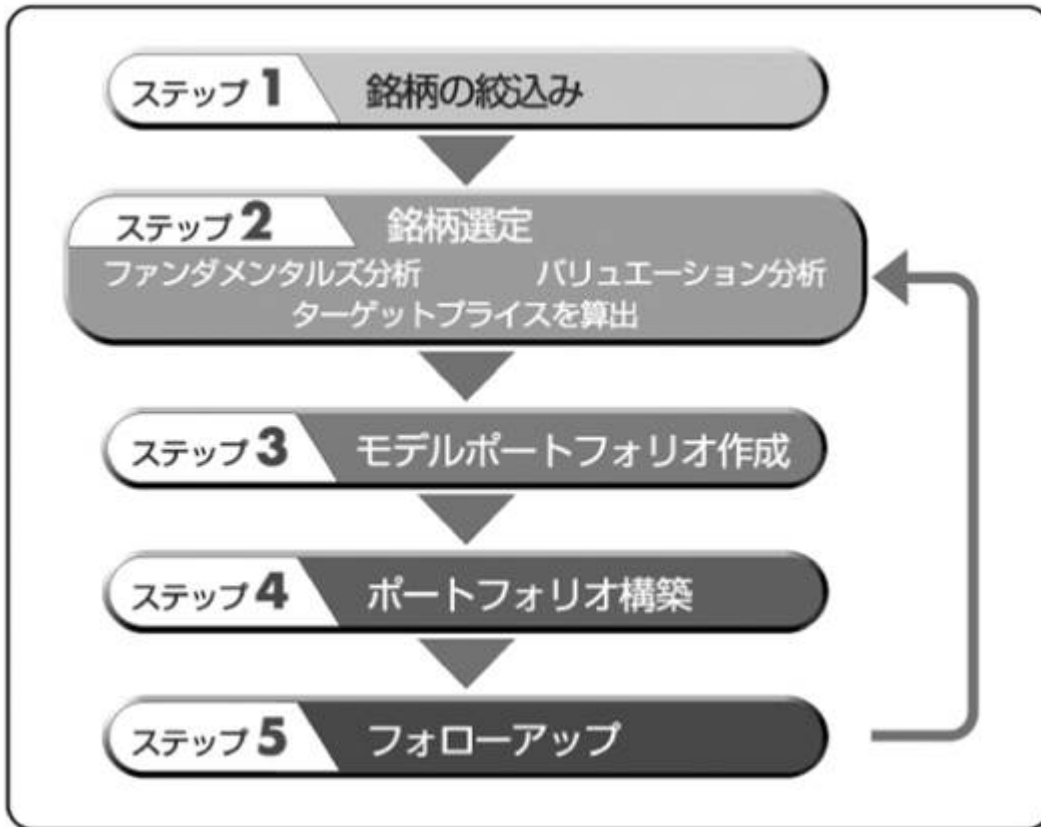 ステップ 1 銘柄の絞込み
ステップ 2 銘柄選定
ファンダメンタルズ分析 バリュエーション分析
ターゲットプライスを算出
ステップ 3 モデルポートフォリオ作成
ステップ 4 ポートフォリオ構築
ステップ 5 フォローアップ